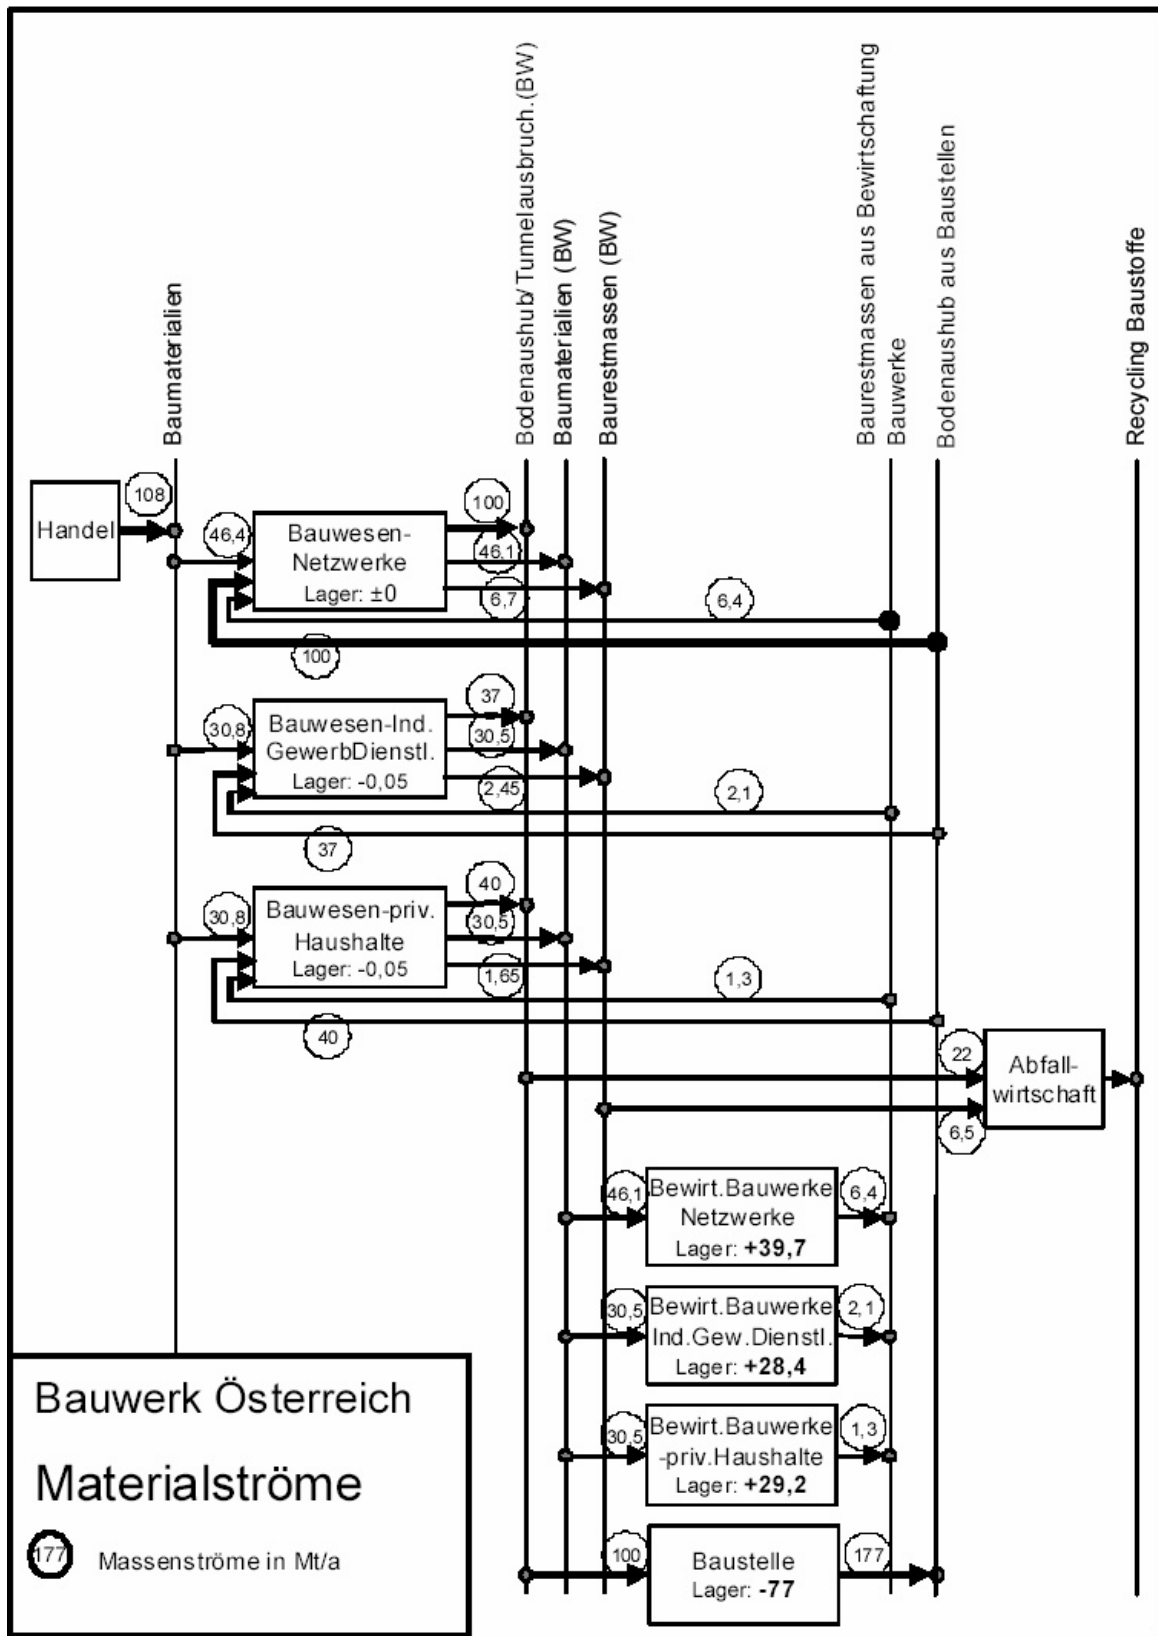 Baumaterialien
Bodenaushub/Tunnelausbruch.(BW)
Baumaterialien (BW)
Baurestmassen (BW)
Baurestmassen aus Bewirtschaftung
Bauwerke
Bodenaushub aus Baustellen
Recycling Baustoffe
Handel
108
46,4
Bauwesen-
Netzwerke
Lager: ±0
100
46,1
6,7
6,4
100
30,8
Bauwesen-Ind.
GewerbDienstl.
Lager: -0,05
37
30,5
2,45
2,1
37
30,8
Bauwesen-priv.
Haushalte
Lager: -0,05
40
30,5
1,65
1,3
40
22
6,5
Abfall-
wirtschaft
46,1
Bewirt.Bauwerke
Netzwerke
Lager: +39,7
6,4
30,5
Bewirt.Bauwerke
Ind.Gew.Dienstl.
Lager: +28,4
2,1
30,5
Bewirt.Bauwerke
-priv.Haushalte
Lager: +29,2
1,3
100
Baustelle
Lager: -77
177
Bauwerk Österreich
Materialströme
177 Massenströme in Mt/a